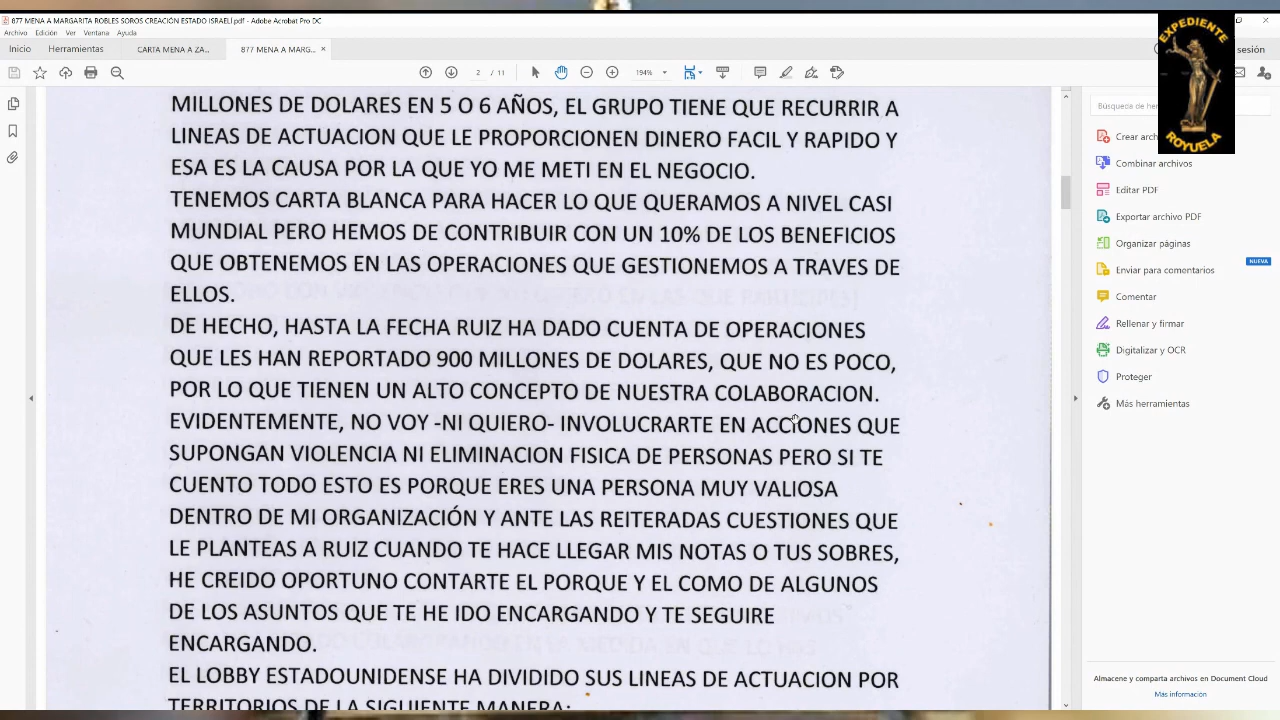 877 MENA A MARGARITA ROBLES SOROS CREACIÓN ESTADO ISRAELÍ.pdf - Adobe Acrobat Pro DC
Archivo Edición Ver Ventana Ayuda
Inicio Herramientas CARTA MENA A ZA... 877 MENA A MARG... × sesión
2 / 11 194%
EXPEDIENTE
ROYUELA
MILLONES DE DOLARES EN 5 O 6 AÑOS, EL GRUPO TIENE QUE RECURRIR A
LINEAS DE ACTUACION QUE LE PROPORCIONEN DINERO FACIL Y RAPIDO Y
ESA ES LA CAUSA POR LA QUE YO ME METI EN EL NEGOCIO.
TENEMOS CARTA BLANCA PARA HACER LO QUE QUERAMOS A NIVEL CASI
MUNDIAL PERO HEMOS DE CONTRIBUIR CON UN 10% DE LOS BENEFICIOS
QUE OBTENEMOS EN LAS OPERACIONES QUE GESTIONEMOS A TRAVES DE
ELLOS.
DE HECHO, HASTA LA FECHA RUIZ HA DADO CUENTA DE OPERACIONES
QUE LES HAN REPORTADO 900 MILLONES DE DOLARES, QUE NO ES POCO,
POR LO QUE TIENEN UN ALTO CONCEPTO DE NUESTRA COLABORACION.
EVIDENTEMENTE, NO VOY -NI QUIERO- INVOLUCRARTE EN ACCIONES QUE
SUPONGAN VIOLENCIA NI ELIMINACION FISICA DE PERSONAS PERO SI TE
CUENTO TODO ESTO ES PORQUE ERES UNA PERSONA MUY VALIOSA
DENTRO DE MI ORGANIZACIÓN Y ANTE LAS REITERADAS CUESTIONES QUE
LE PLANTEAS A RUIZ CUANDO TE HACE LLEGAR MIS NOTAS O TUS SOBRES,
HE CREIDO OPORTUNO CONTARTE EL PORQUE Y EL COMO DE ALGUNOS
DE LOS ASUNTOS QUE TE HE IDO ENCARGANDO Y TE SEGUIRE
ENCARGANDO.
EL LOBBY ESTADOUNIDENSE HA DIVIDIDO SUS LINEAS DE ACTUACION POR
TERRITORIOS DE LA SIGUIENTE MANERA:
Búsqueda de her
Crear arch
Combinar archivos
Editar PDF
Exportar archivo PDF
Organizar páginas
Enviar para comentarios
NUEVA
Comentar
Rellenar y firmar
Digitalizar y OCR
Proteger
Más herramientas
Almacene y comparta archivos en Document Cloud
Más información